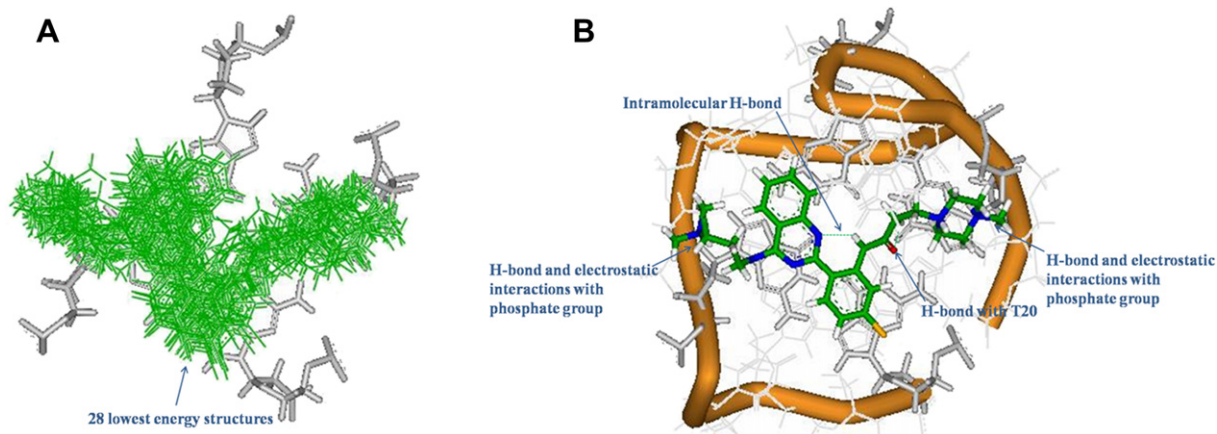 A
28 lowest energy structures
B
Intramolecular H-bond
H-bond and electrostatic
interactions with
phosphate group
H-bond and electrostatic
interactions with
phosphate group
H-bond with T20